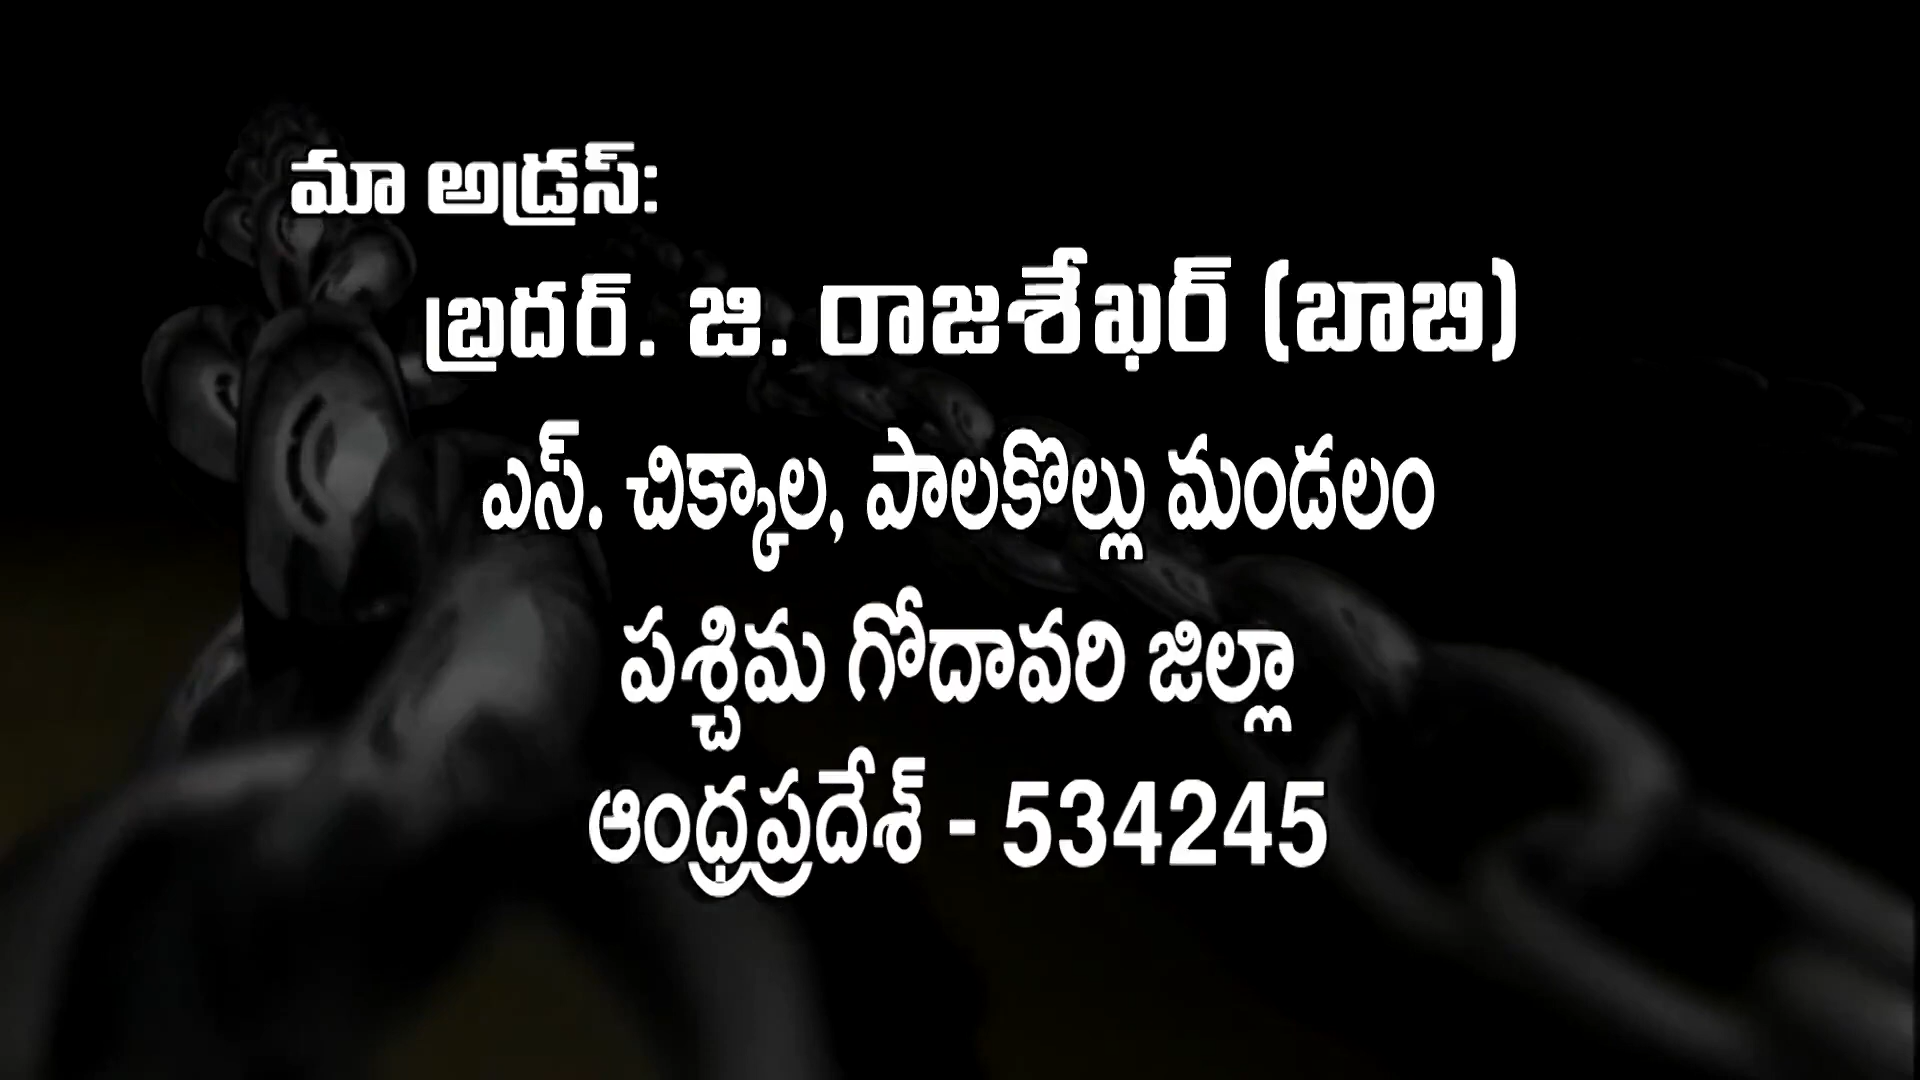 మా అడ్రస్:
బ్రదర్. జి. రాజశేఖర్ (బాబి)
ఎస్. చిక్కాల, పాలకొల్లు మండలం
పశ్చిమ గోదావరి జిల్లా
ఆంధ్రప్రదేశ్ - 534245